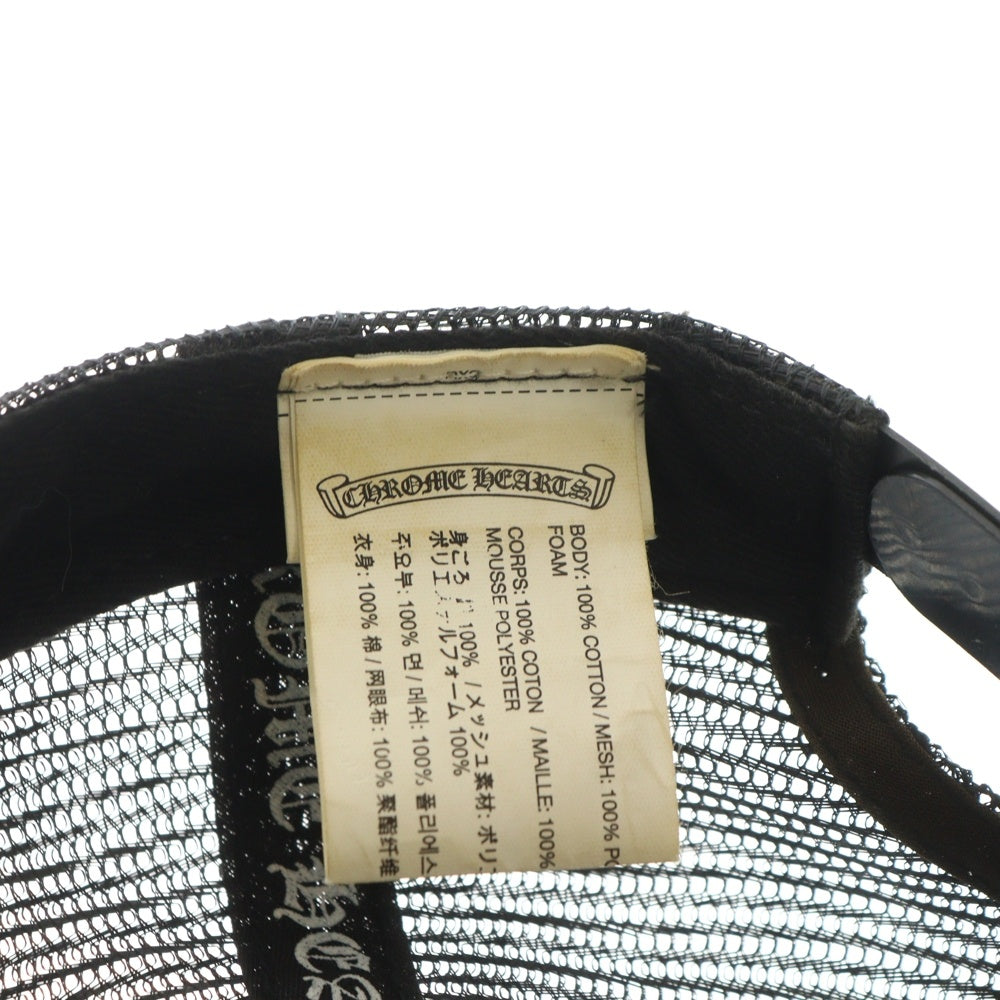 CHROME HEARTS
BODY: 100% COTTON / MESH: 100%
FOAM
CORPS: 100% COTON / MAILLE: 100%
MOUSSE POLYESTER
身ごろ 100% / メッシュ素材: ポリ
ポリエステルフォーム 100%
주요부: 100% 면 / 메쉬: 100% 폴리에스
衣身: 100% 棉 / 网眼布: 100% 聚酯纤维